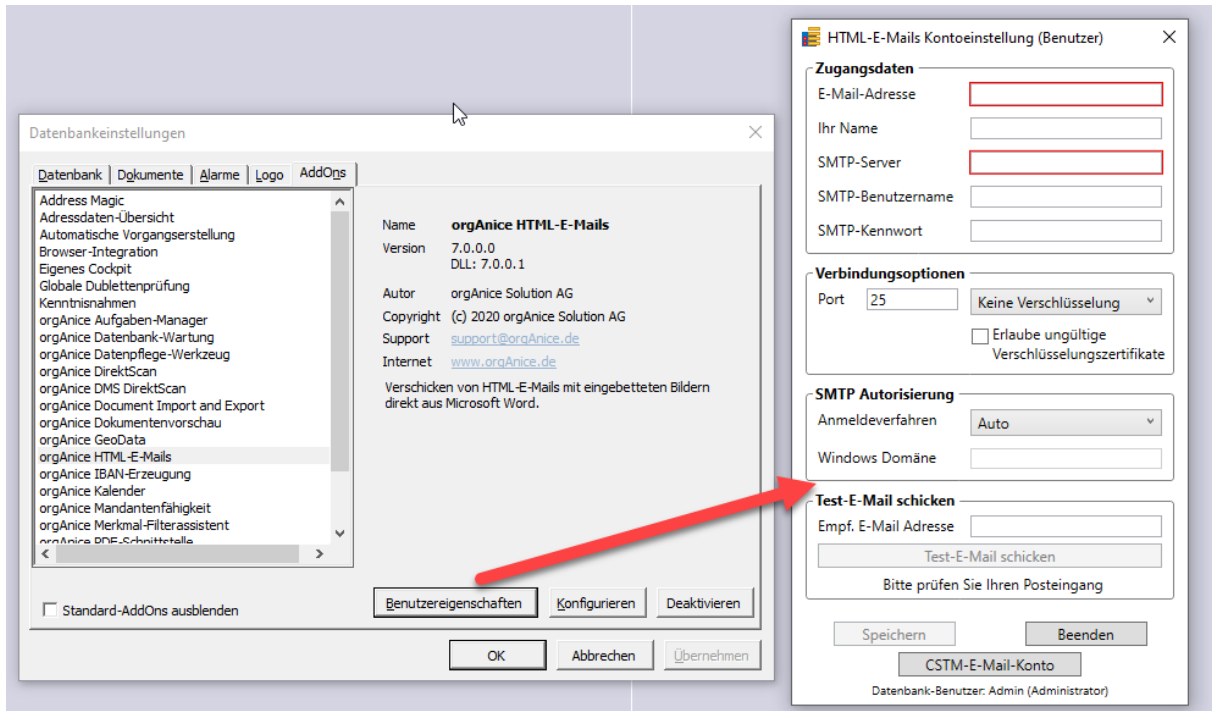 Datenbankeinstellungen
Datenbank
Dokumente
Alarme
Logo
AddOns
Address Magic
Adressdaten-Übersicht
Automatische Vorgangserstellung
Browser-Integration
Eigenes Cockpit
Globale Dublettenprüfung
Kenntnisnahmen
orgAnice Aufgaben-Manager
orgAnice Datenbank-Wartung
orgAnice Datenpflege-Werkzeug
orgAnice DirektScan
orgAnice DMS DirektScan
orgAnice Document Import and Export
orgAnice Dokumentenvorschau
orgAnice GeoData
orgAnice HTML-E-Mails
orgAnice IBAN-Erzeugung
orgAnice Kalender
orgAnice Mandantenfähigkeit
orgAnice Merkmal-Filterassistent
orgAnice PDF-Schnittstelle
Name orgAnice HTML-E-Mails
Version 7.0.0.0
DLL: 7.0.0.1
Autor orgAnice Solution AG
Copyright (c) 2020 orgAnice Solution AG
Support support@orgAnice.de
Internet www.orgAnice.de
Verschicken von HTML-E-Mails mit eingebetteten Bildern
direkt aus Microsoft Word.
Standard-AddOns ausblenden
Benutzereigenschaften
Konfigurieren
Deaktivieren
OK
Abbrechen
Übernehmen
HTML-E-Mails Kontoeinstellung (Benutzer)
Zugangsdaten
E-Mail-Adresse
Ihr Name
SMTP-Server
SMTP-Benutzername
SMTP-Kennwort
Verbindungsoptionen
Port 25 Keine Verschlüsselung
Erlaube ungültige
Verschlüsselungszertifikate
SMTP Autorisierung
Anmeldeverfahren Auto
Windows Domäne
Test-E-Mail schicken
Empf. E-Mail Adresse
Test-E-Mail schicken
Bitte prüfen Sie Ihren Posteingang
Speichern
Beenden
CSTM-E-Mail-Konto
Datenbank-Benutzer: Admin (Administrator)